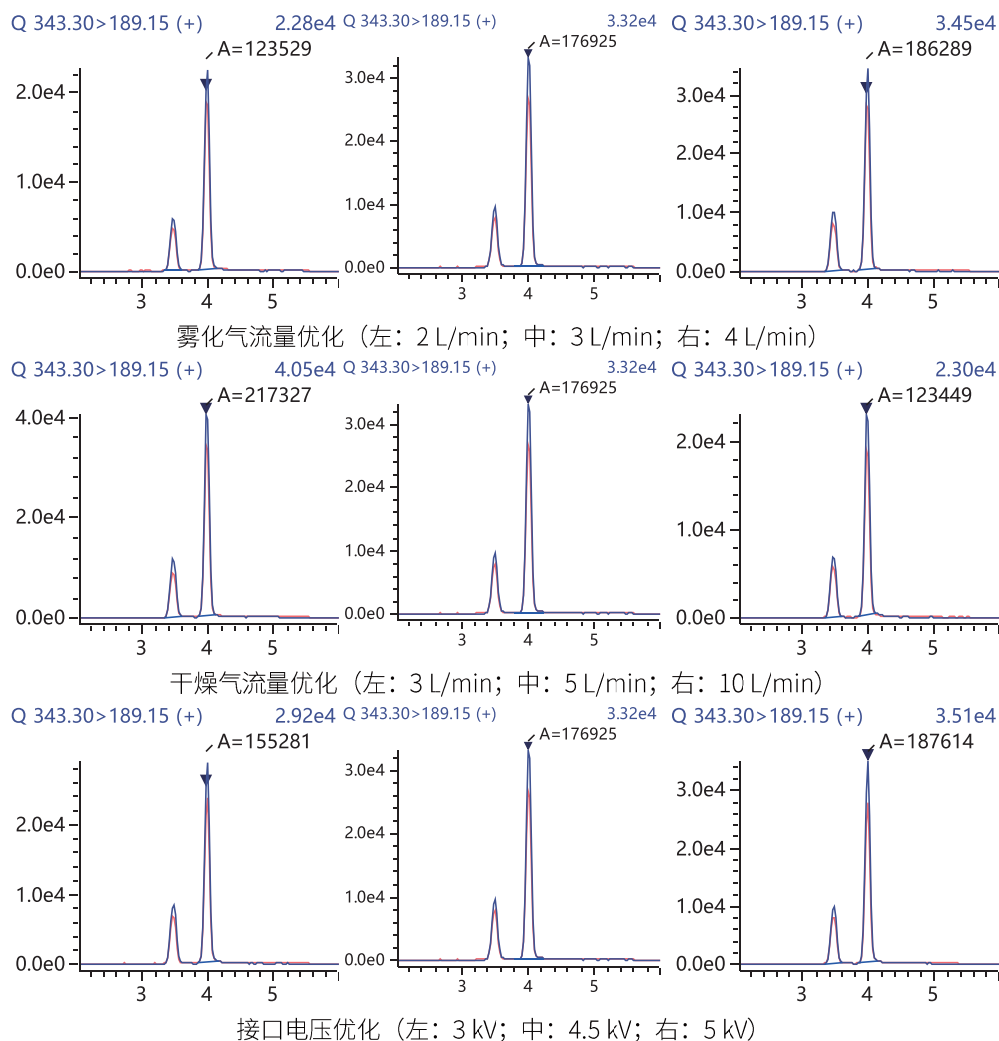 Q 343.30>189.15 (+) 2.28e4 Q 343.30>189.15 (+) 3.32e4 Q 343.30>189.15 (+) 3.45e4
A=123529 A=176925 A=186289
2.0e4
1.0e4
0.0e0
3 4 5
3.0e4
2.0e4
1.0e4
0.0e0
3 4 5
3.0e4
2.0e4
1.0e4
0.0e0
3 4 5
雾化气流量优化（左：2 L/min；中：3 L/min；右：4 L/min）
Q 343.30>189.15 (+) 4.05e4 Q 343.30>189.15 (+) 3.32e4 Q 343.30>189.15 (+) 2.30e4
A=217327 A=176925 A=123449
4.0e4
2.0e4
0.0e0
3 4 5
3.0e4
2.0e4
1.0e4
0.0e0
3 4 5
2.0e4
1.0e4
0.0e0
3 4 5
干燥气流量优化（左：3 L/min；中：5 L/min；右：10 L/min）
Q 343.30>189.15 (+) 2.92e4 Q 343.30>189.15 (+) 3.32e4 Q 343.30>189.15 (+) 3.51e4
A=155281 A=176925 A=187614
2.0e4
1.0e4
0.0e0
3 4 5
3.0e4
2.0e4
1.0e4
0.0e0
3 4 5
3.0e4
2.0e4
1.0e4
0.0e0
3 4 5
接口电压优化（左：3 kV；中：4.5 kV；右：5 kV）